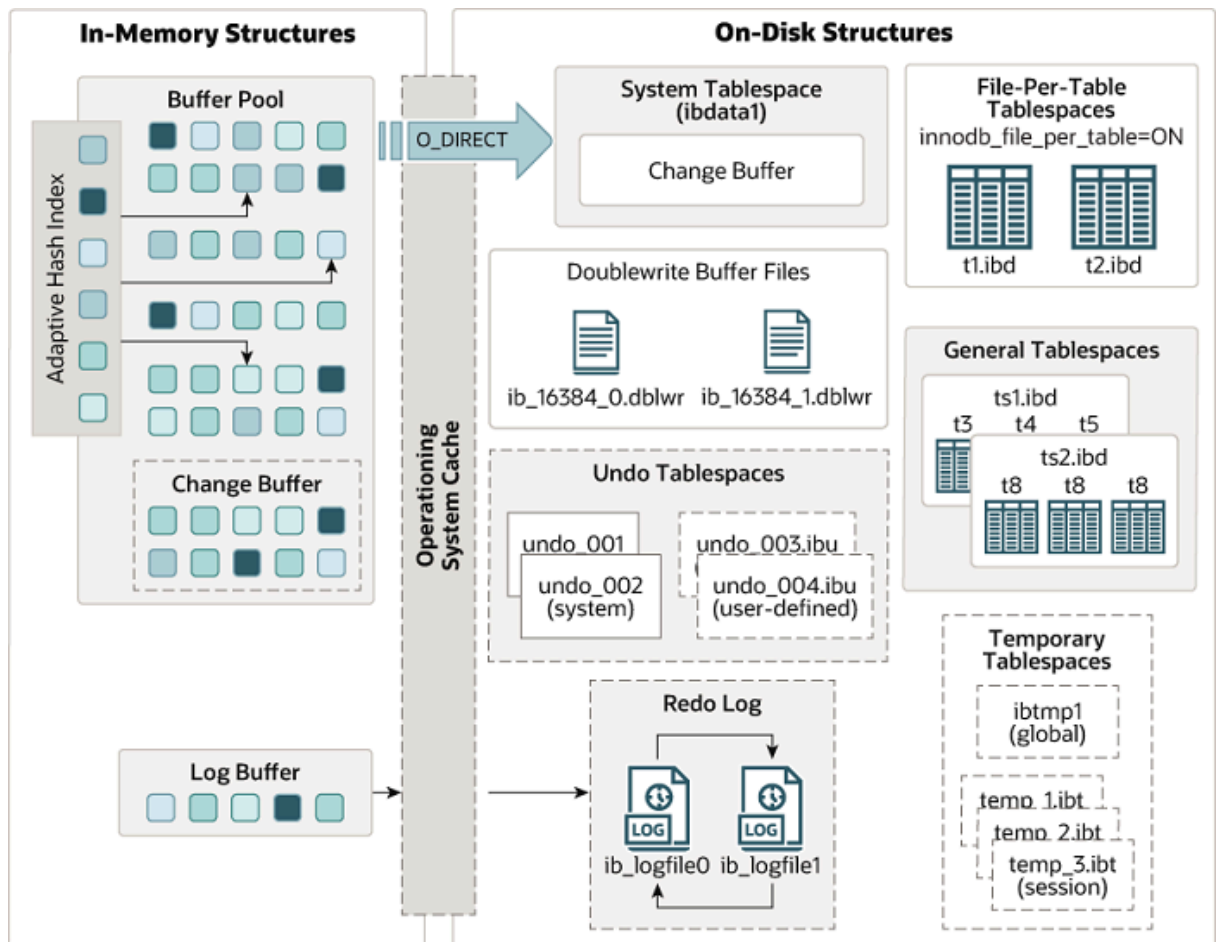 In-Memory Structures
Buffer Pool
Adaptive Hash Index
Change Buffer
Log Buffer
Operationing
System Cache
O_DIRECT
On-Disk Structures
System Tablespace
(ibdata1)
Change Buffer
File-Per-Table
Tablespaces
innodb_file_per_table=ON
t1.ibd
t2.ibd
Doublewrite Buffer Files
ib_16384_0.dblwr
ib_16384_1.dblwr
General Tablespaces
ts1.ibd
t3 t4 t5
ts2.ibd
t8 t8 t8
Undo Tablespaces
undo_001
undo_002
(system)
undo_003.ibu
undo_004.ibu
(user-defined)
Temporary
Tablespaces
ibtmp1
(global)
temp_1.ibt
temp_2.ibt
temp_3.ibt
(session)
Redo Log
LOG
LOG
ib_logfile0
ib_logfile1